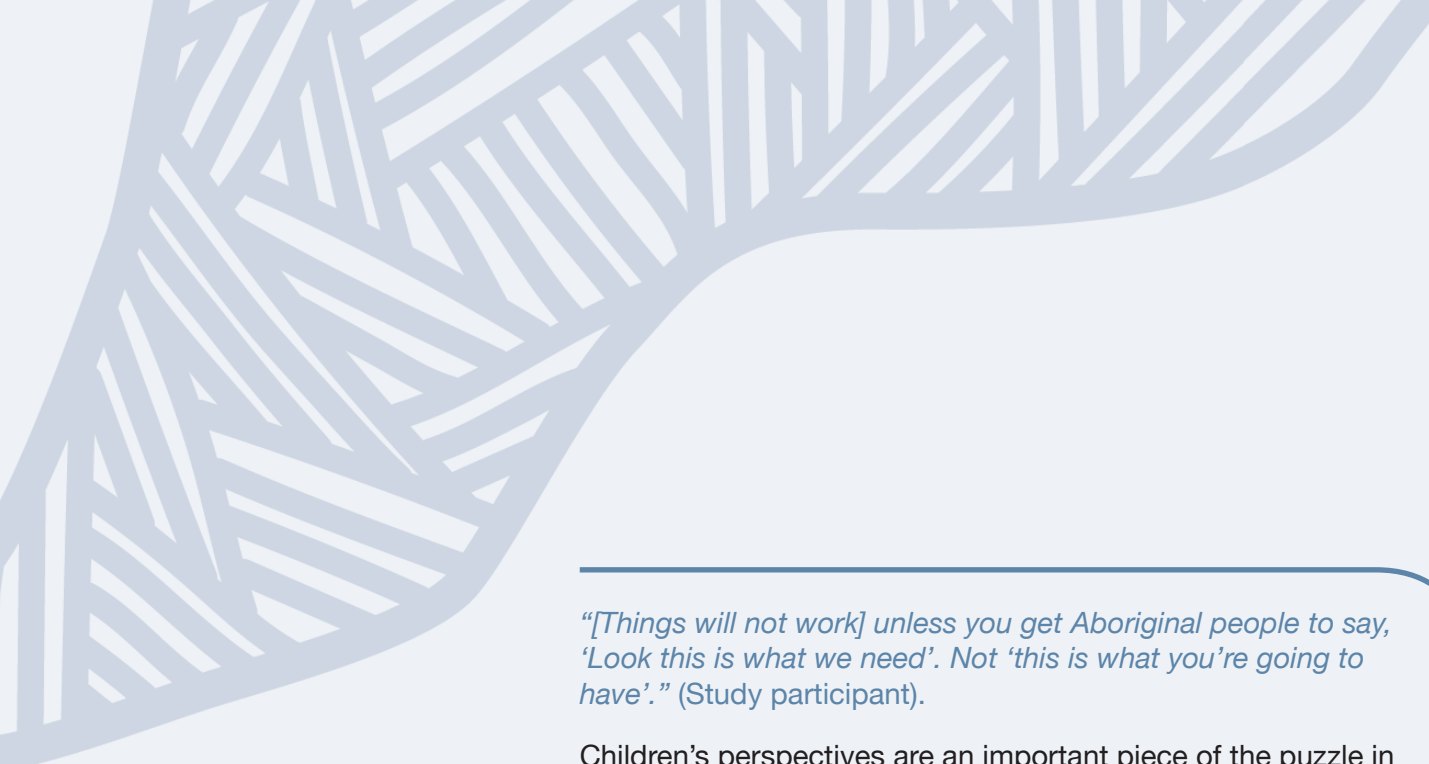 “[Things will not work] unless you get Aboriginal people to say,
‘Look this is what we need’. Not ‘this is what you’re going to
have’.” (Study participant).
Children’s perspectives are an important piece of the puzzle in